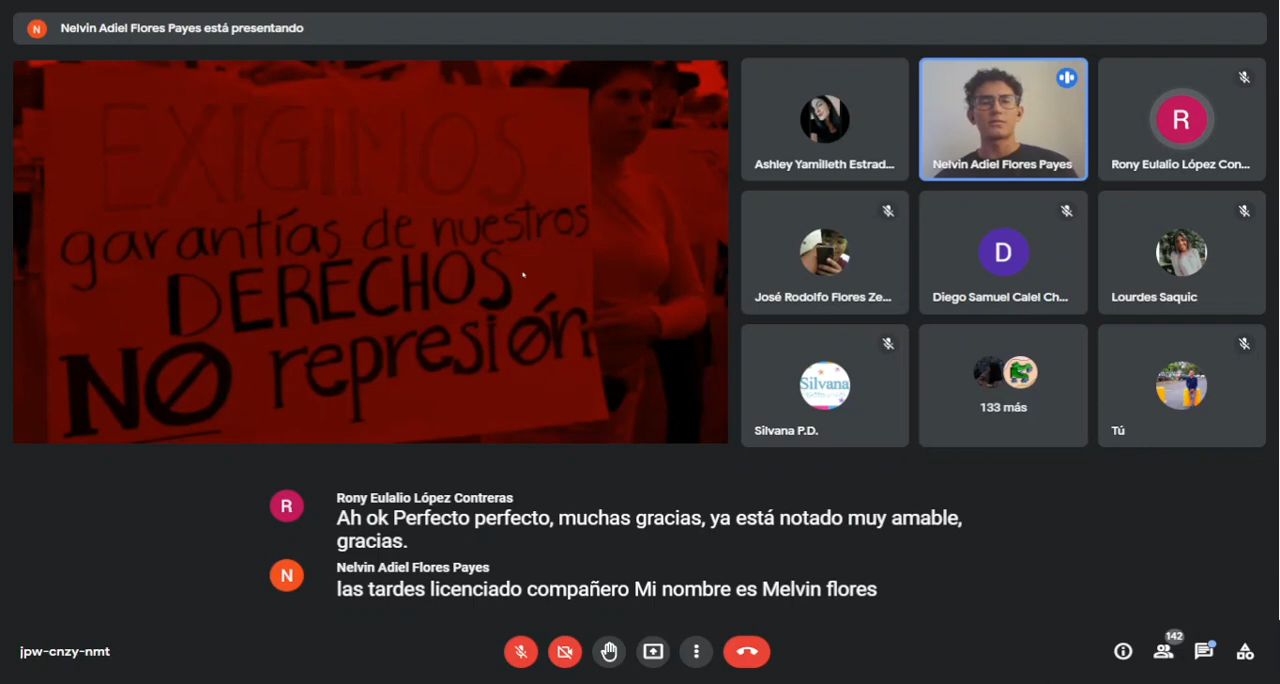 N
Nelvin Adiel Flores Payes está presentando
EXIGIMOS
garantías de nuestros
DERECHOS
NO represión
Ashley Yamilleth Estrad...
Nelvin Adiel Flores Payes
R
Rony Eulalio López Con...
José Rodolfo Flores Ze...
D
Diego Samuel Calel Ch...
Lourdes Saquic
Silvana
Silvana P.D.
133 más
Tú
R
Rony Eulalio López Contreras
Ah ok Perfecto perfecto, muchas gracias, ya está notado muy amable,
gracias.
N
Nelvin Adiel Flores Payes
las tardes licenciado compañero Mi nombre es Melvin flores
jpw-cnzy-nmt
142